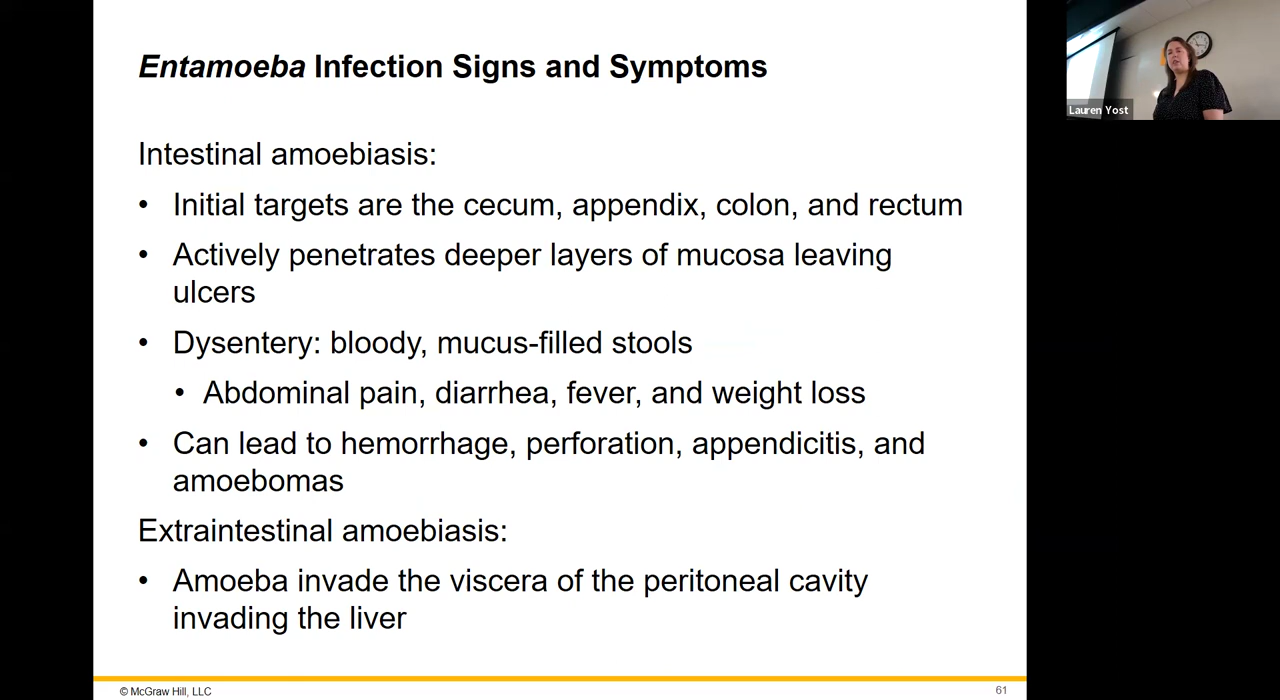 Entamoeba Infection Signs and Symptoms
Lauren Yost
Intestinal amoebiasis:
• Initial targets are the cecum, appendix, colon, and rectum
• Actively penetrates deeper layers of mucosa leaving
ulcers
• Dysentery: bloody, mucus-filled stools
• Abdominal pain, diarrhea, fever, and weight loss
• Can lead to hemorrhage, perforation, appendicitis, and
amoebomas
Extraintestinal amoebiasis:
• Amoeba invade the viscera of the peritoneal cavity
invading the liver
© McGraw Hill, LLC
61